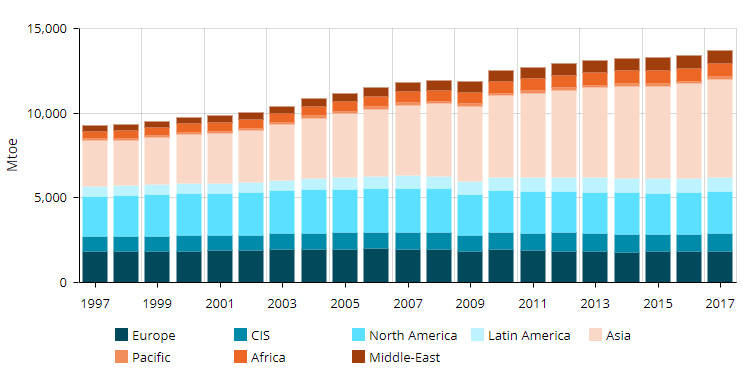 15,000
10,000
5,000
0
Mtoe
1997 1999 2001 2003 2005 2007 2009 2011 2013 2015 2017
Europe CIS North America Latin America Asia
Pacific Africa Middle-East